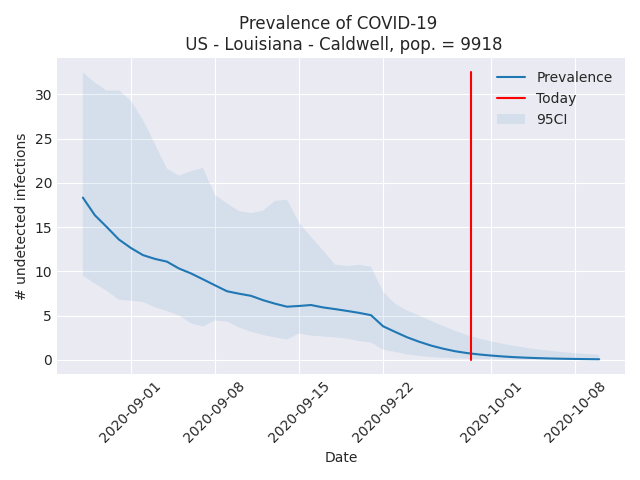 Prevalence of COVID-19
US - Louisiana - Caldwell, pop. = 9918
Prevalence
Today
95CI
# undetected infections
30
25
20
15
10
5
0
2020-09-01
2020-09-08
2020-09-15
2020-09-22
2020-10-01
2020-10-08
Date